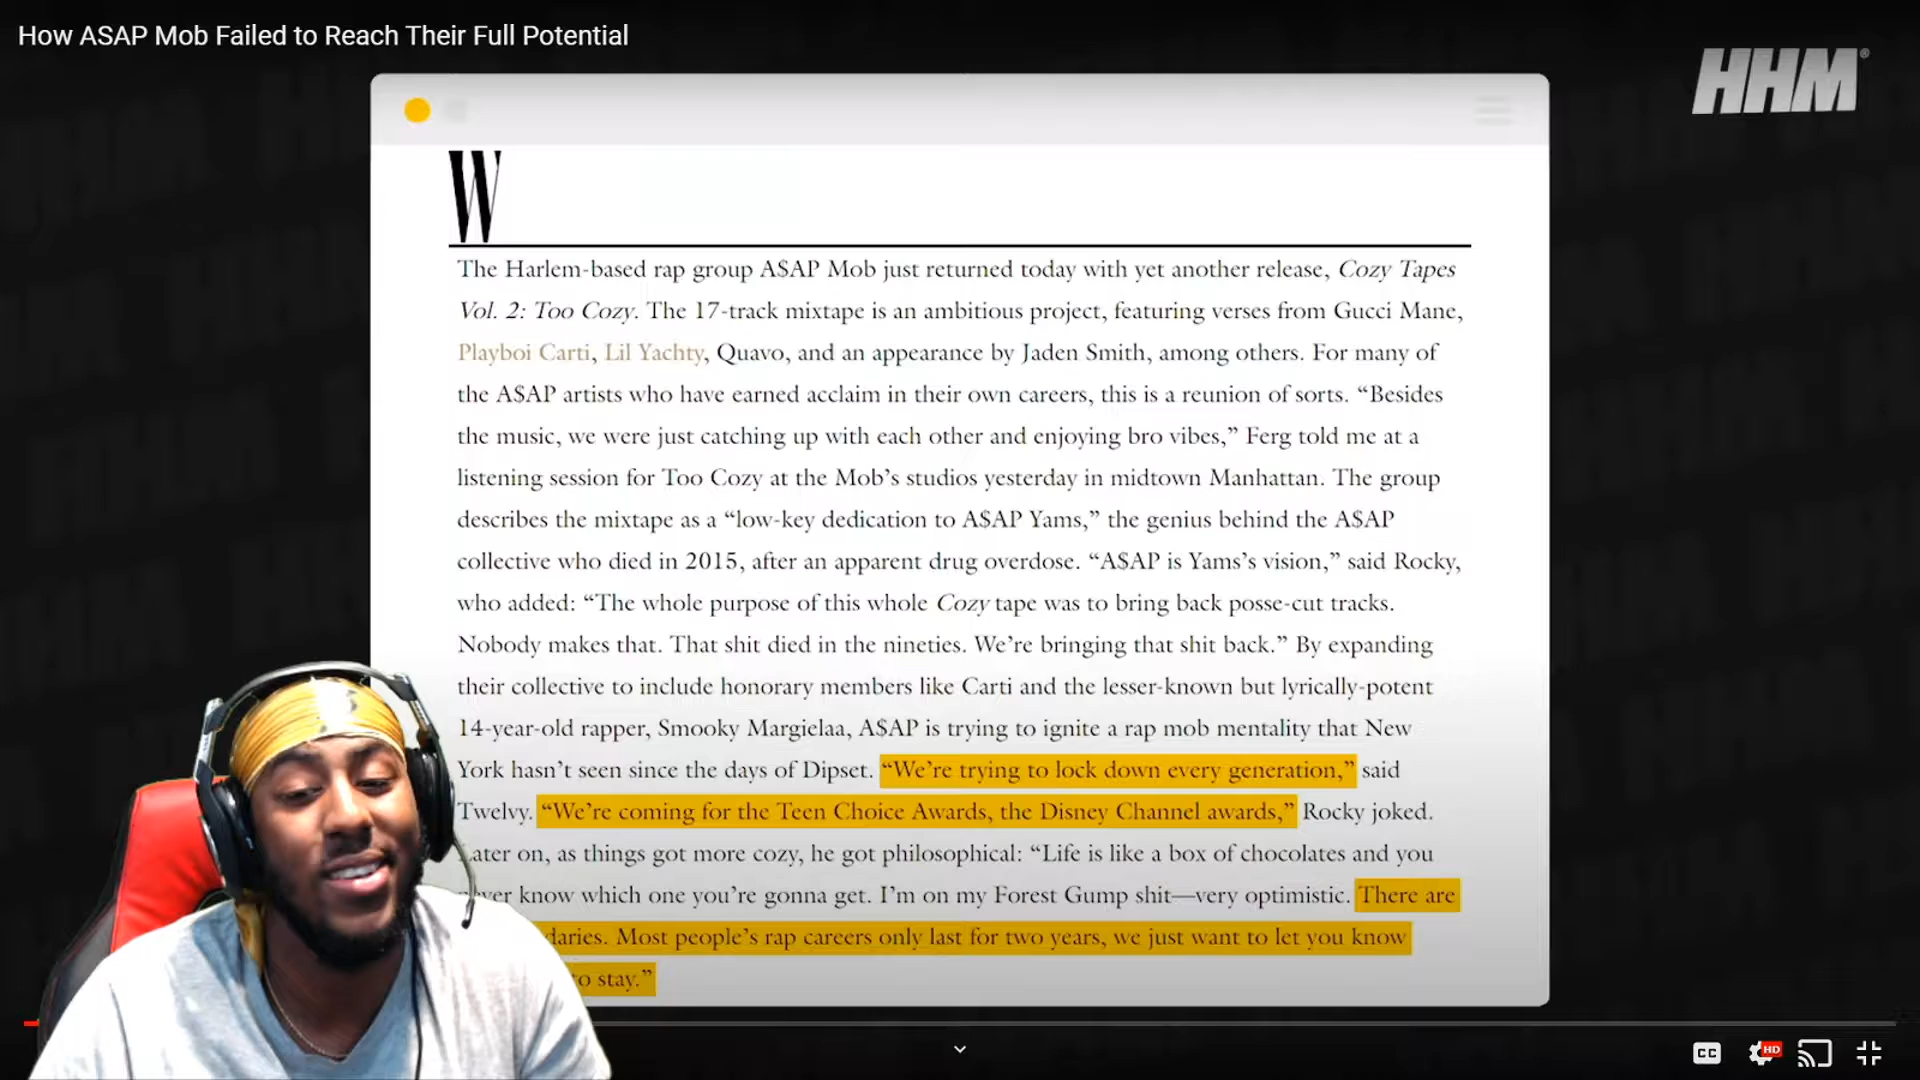 How ASAP Mob Failed to Reach Their Full Potential
HHM®
W
The Harlem-based rap group A$AP Mob just returned today with yet another release, Cozy Tapes
Vol. 2: Too Cozy. The 17-track mixtape is an ambitious project, featuring verses from Gucci Mane,
Playboi Carti, Lil Yachty, Quavo, and an appearance by Jaden Smith, among others. For many of
the A$AP artists who have earned acclaim in their own careers, this is a reunion of sorts. “Besides
the music, we were just catching up with each other and enjoying bro vibes,” Ferg told me at a
listening session for Too Cozy at the Mob’s studios yesterday in midtown Manhattan. The group
describes the mixtape as a “low-key dedication to A$AP Yams,” the genius behind the A$AP
collective who died in 2015, after an apparent drug overdose. “A$AP is Yams’s vision,” said Rocky,
who added: “The whole purpose of this whole Cozy tape was to bring back posse-cut tracks.
Nobody makes that. That shit died in the nineties. We’re bringing that shit back.” By expanding
their collective to include honorary members like Carti and the lesser-known but lyrically-potent
14-year-old rapper, Smooky Margielaa, A$AP is trying to ignite a rap mob mentality that New
York hasn’t seen since the days of Dipset. “We’re trying to lock down every generation,” said
Twelvy. “We’re coming for the Teen Choice Awards, the Disney Channel awards,” Rocky joked.
Later on, as things got more cozy, he got philosophical: “Life is like a box of chocolates and you
know which one you’re gonna get. I’m on my Forest Gump shit—very optimistic. There are
Most people’s rap careers only last for two years, we just want to let you know
stay.”
CC
HD